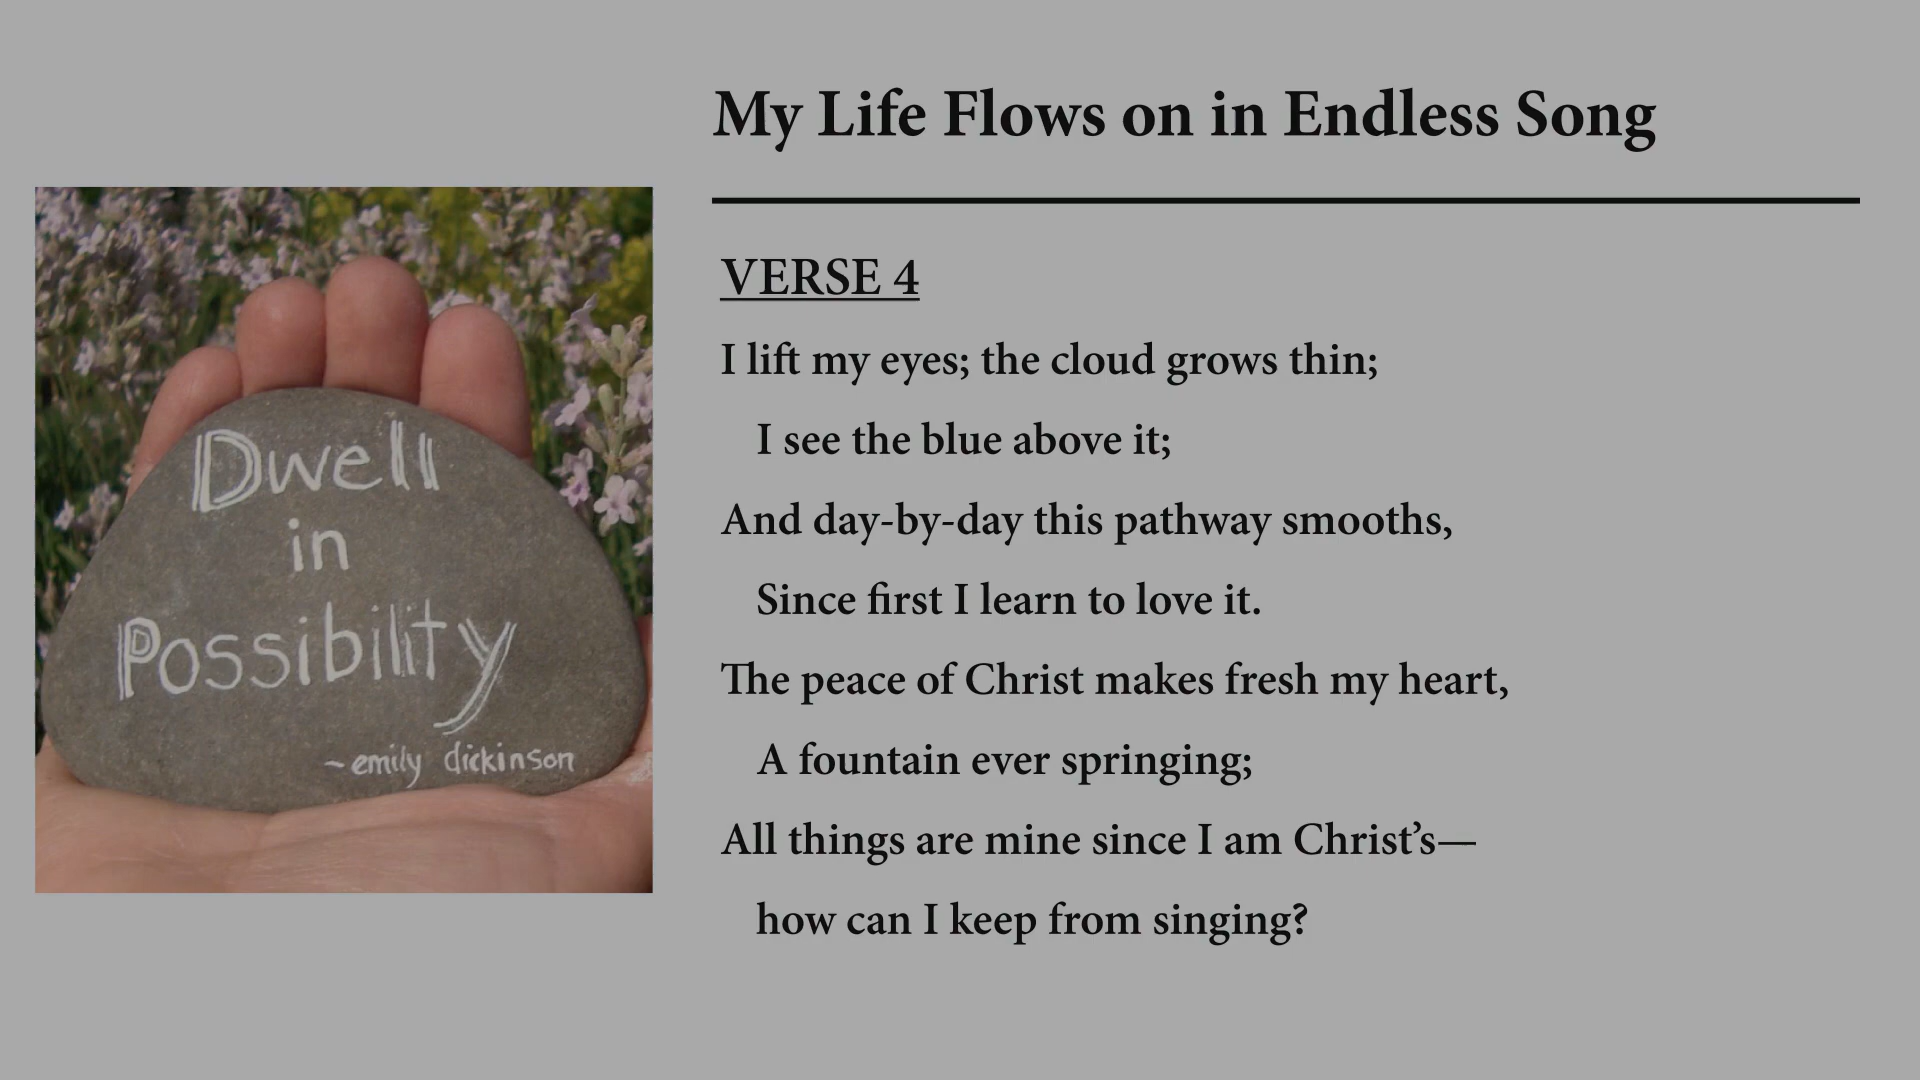 My Life Flows on in Endless Song
VERSE 4
I lift my eyes; the cloud grows thin;
I see the blue above it;
And day-by-day this pathway smooths,
Since first I learn to love it.
The peace of Christ makes fresh my heart,
A fountain ever springing;
All things are mine since I am Christ’s—
how can I keep from singing?
Dwell
in
Possibility
~emily dickinson